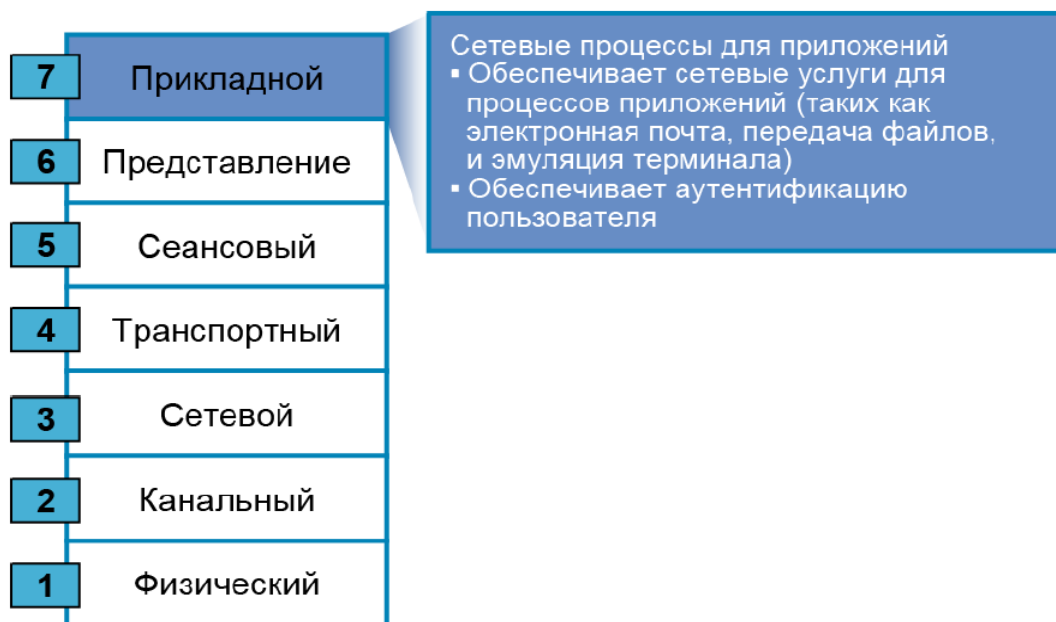 7 Прикладной
Сетевые процессы для приложений
▪ Обеспечивает сетевые услуги для
процессов приложений (таких как
электронная почта, передача файлов,
и эмуляция терминала)
▪ Обеспечивает аутентификацию
пользователя
6 Представление
5 Сеансовый
4 Транспортный
3 Сетевой
2 Канальный
1 Физический